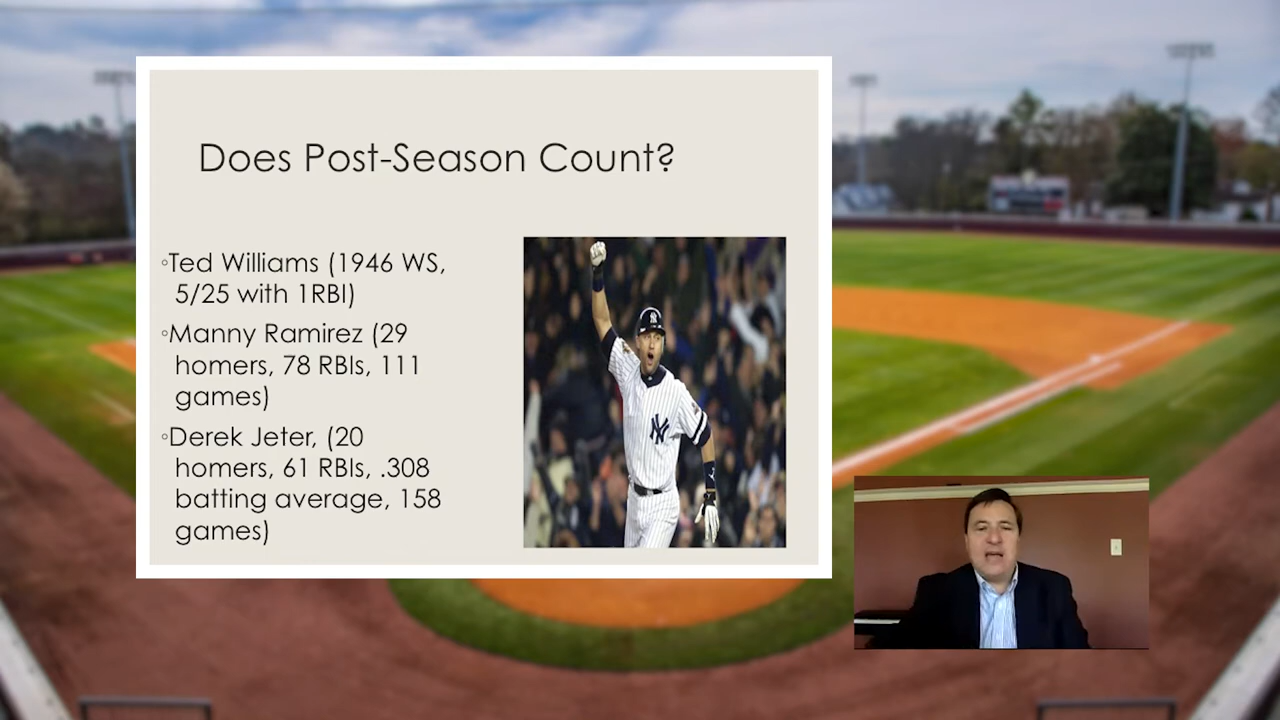 Does Post-Season Count?
◦Ted Williams (1946 WS,
5/25 with 1RBI)
◦Manny Ramirez (29
homers, 78 RBIs, 111
games)
◦Derek Jeter, (20
homers, 61 RBIs, .308
batting average, 158
games)
NY